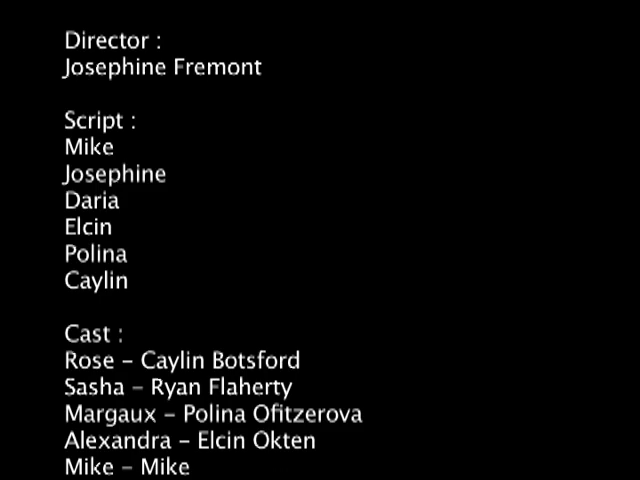 Director :
Josephine Fremont
Script :
Mike
Josephine
Daria
Elcin
Polina
Caylin
Cast :
Rose – Caylin Botsford
Sasha – Ryan Flaherty
Margaux – Polina Ofitzerova
Alexandra – Elcin Okten
Mike – Mike